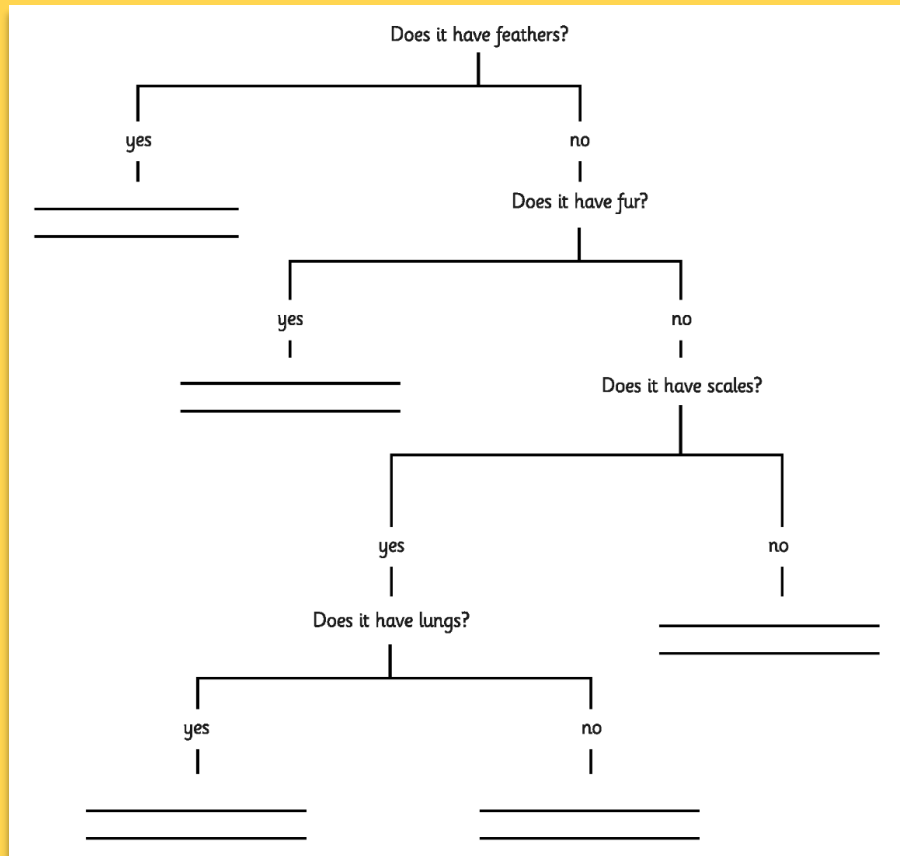 Does it have feathers?
yes
no
Does it have fur?
yes
no
Does it have scales?
yes
no
Does it have lungs?
yes
no